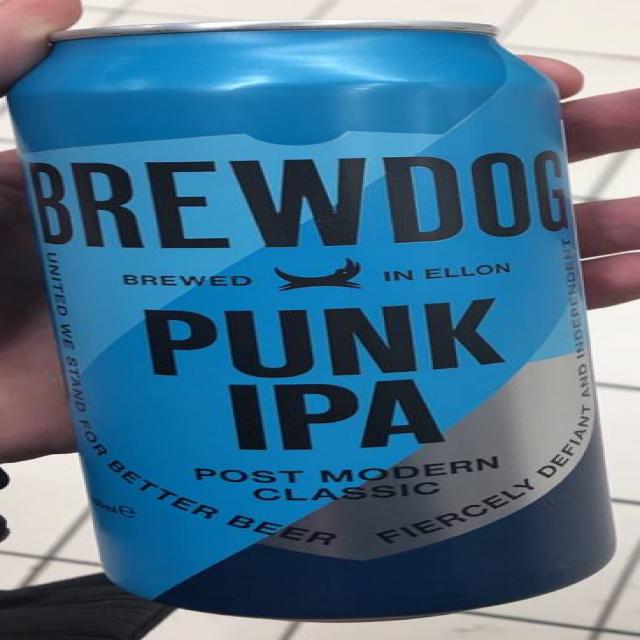 BREWDOG
BREWED IN ELLON
PUNK
IPA
POST MODERN
CLASSIC
UNITED WE STAND FOR BETTER BEER
FIERCELY DEFIANT AND INDEPENDENT